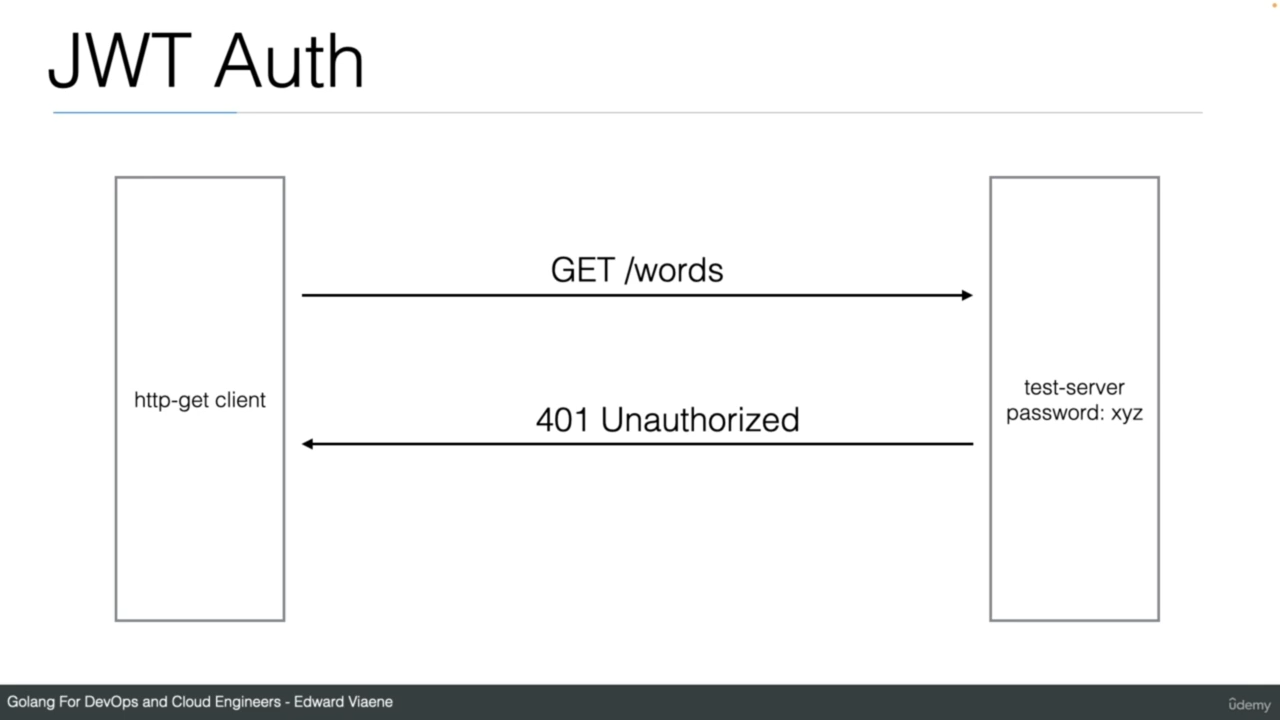 JWT Auth
GET /words
http-get client
401 Unauthorized
test-server
password: xyz
Golang For DevOps and Cloud Engineers - Edward Viaene
ûdemy